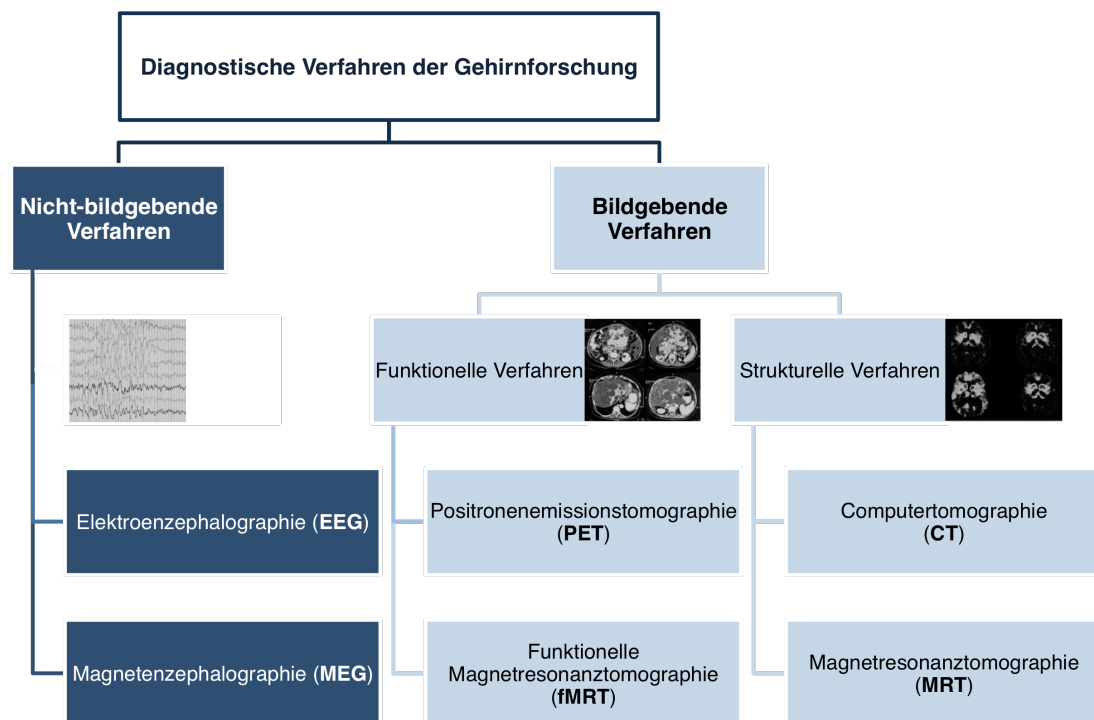 Diagnostische Verfahren der Gehirnforschung
Nicht-bildgebende
Verfahren
Bildgebende
Verfahren
Funktionelle Verfahren
Strukturelle Verfahren
Elektroenzephalographie (EEG)
Positronenemissionstomographie
(PET)
Computertomographie
(CT)
Magnetenzephalographie (MEG)
Funktionelle
Magnetresonanztomographie
(fMRT)
Magnetresonanztomographie
(MRT)